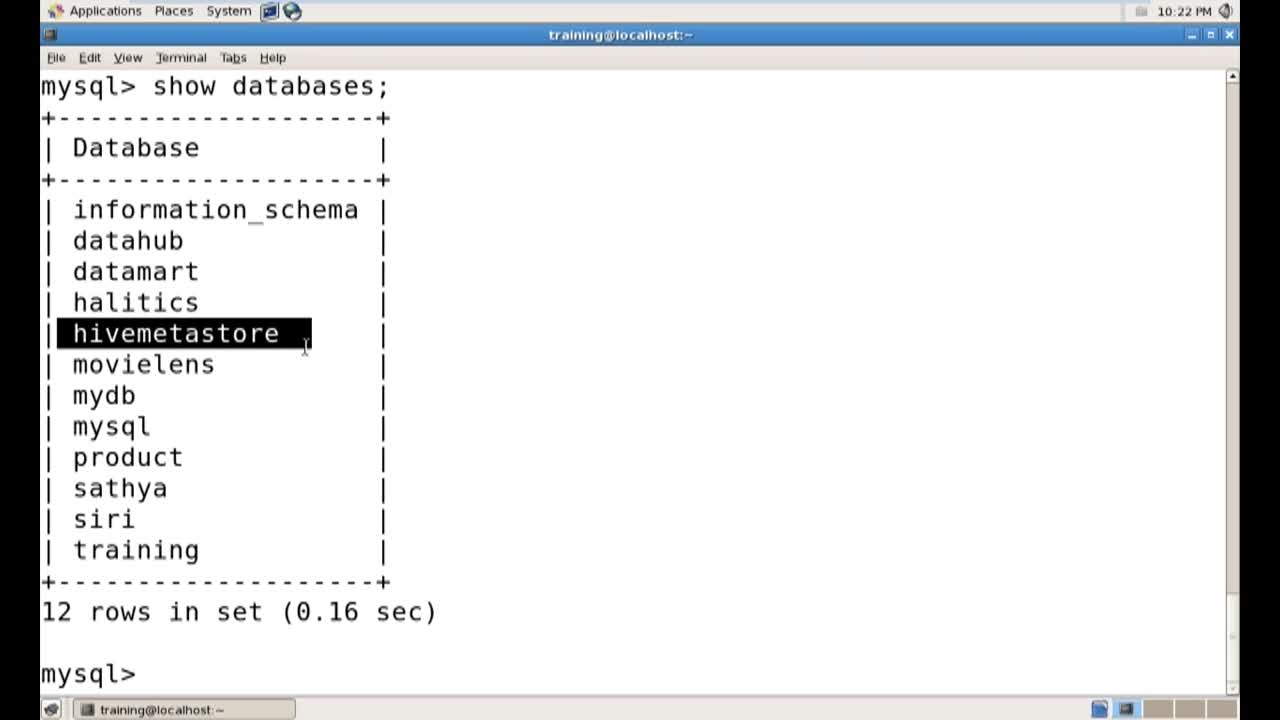 Applications Places System 10:22 PM
training@localhost:~
File Edit View Terminal Tabs Help
mysql> show databases;
+--------------------+
| Database           |
+--------------------+
| information_schema |
| datahub            |
| datamart           |
| halitics           |
| hivemetastore      |
| movielens          |
| mydb               |
| mysql              |
| product            |
| sathya             |
| siri               |
| training           |
+--------------------+
12 rows in set (0.16 sec)
mysql>
training@localhost:~